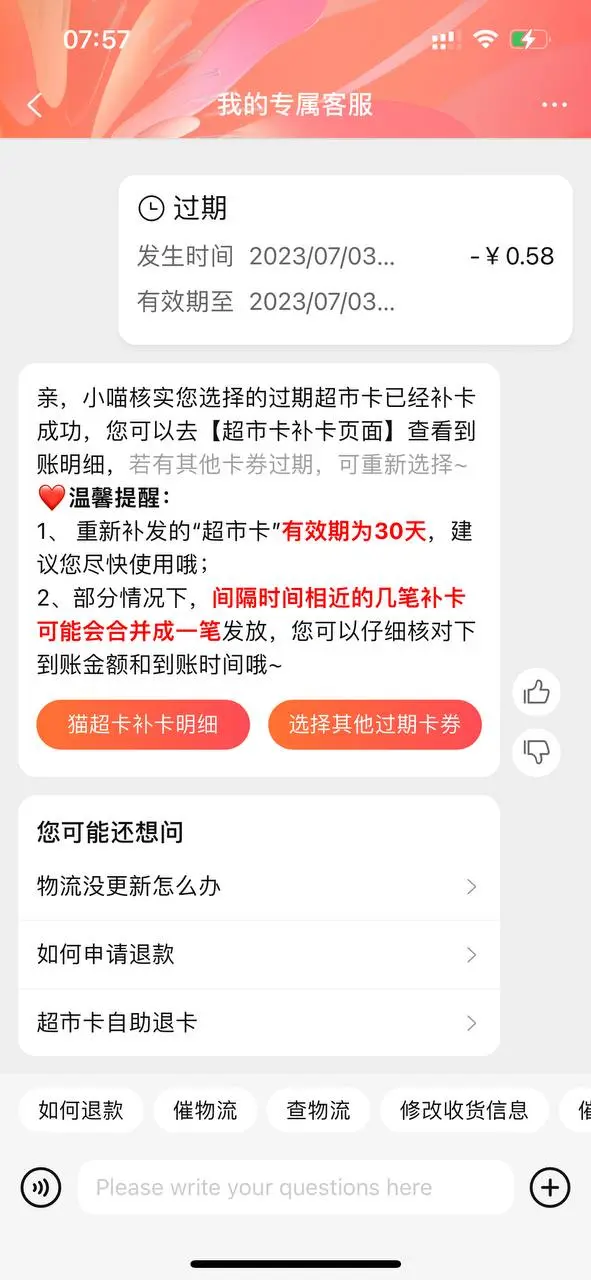 07:57
我的专属客服
过期
发生时间 2023/07/03... -¥0.58
有效期至 2023/07/03...
亲，小喵核实您选择的过期超市卡已经补卡
成功，您可以去【超市卡补卡页面】查看到
账明细，若有其他卡券过期，可重新选择~
❤️温馨提醒：
1、 重新补发的“超市卡”有效期为30天，建
议您尽快使用哦；
2、部分情况下，间隔时间相近的几笔补卡
可能会合并成一笔发放，您可以仔细核对下
到账金额和到账时间哦~
猫超卡补卡明细 选择其他过期卡券
您可能还想问
物流没更新怎么办
如何申请退款
超市卡自助退卡
如何退款 催物流 查物流 修改收货信息
Please write your questions here